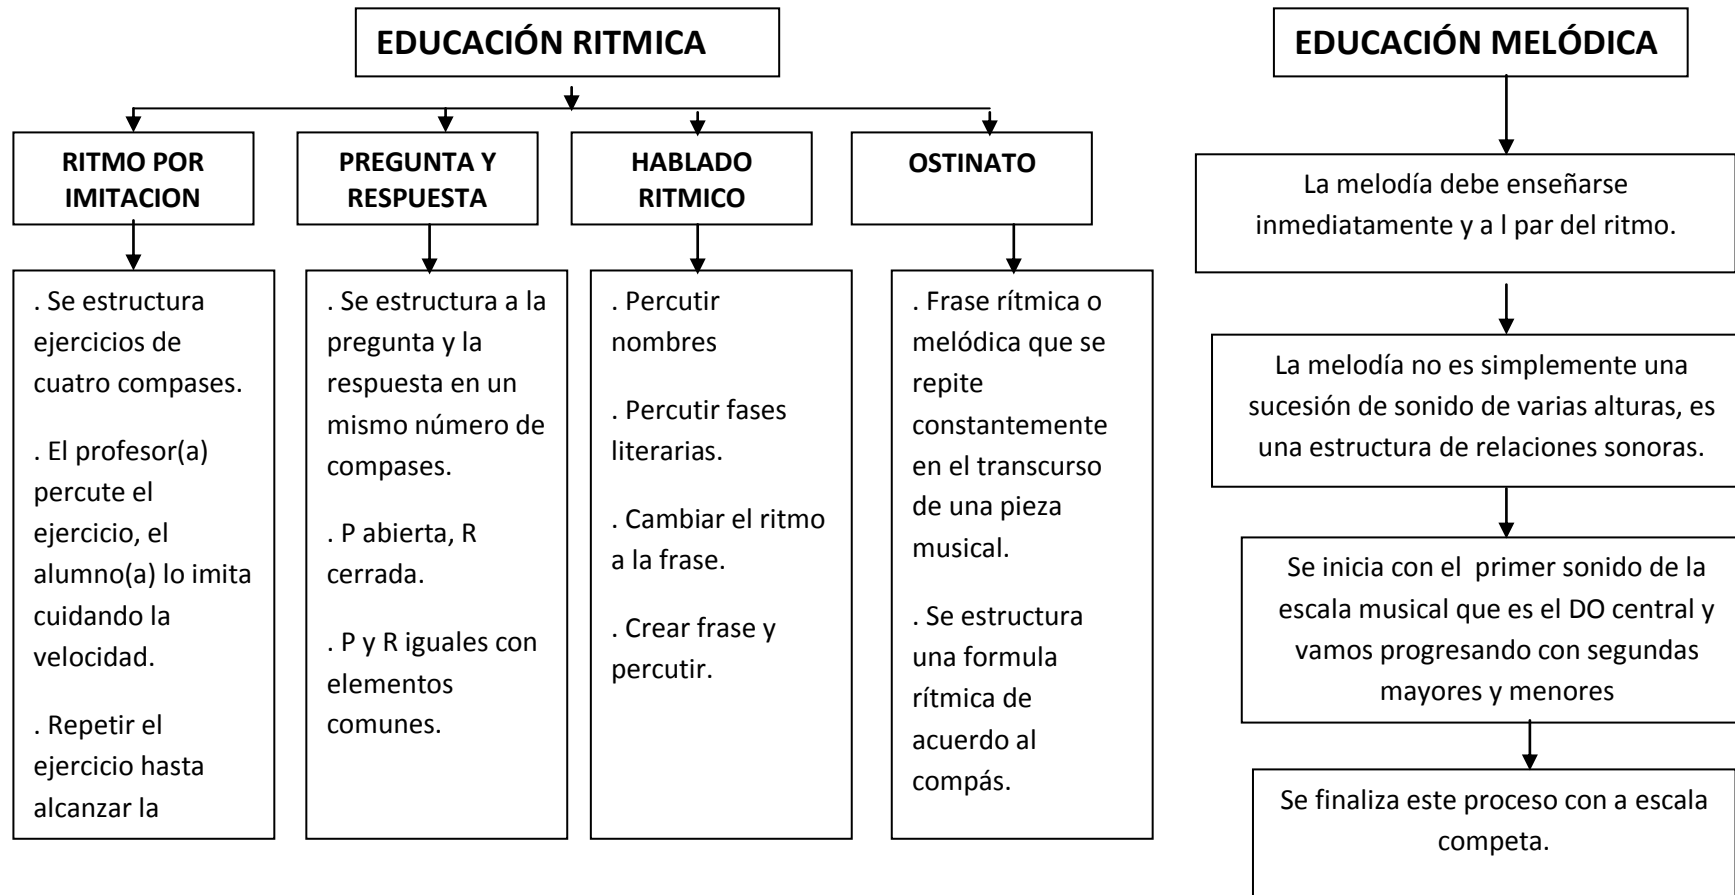 EDUCACIÓN RITMICA
RITMO POR
IMITACION
. Se estructura
ejercicios de
cuatro compases.
. El profesor(a)
percute el
ejercicio, el
alumno(a) lo imita
cuidando la
velocidad.
. Repetir el
ejercicio hasta
alcanzar la
PREGUNTA Y
RESPUESTA
. Se estructura a la
pregunta y la
respuesta en un
mismo número de
compases.
. P abierta, R
cerrada.
. P y R iguales con
elementos
comunes.
HABLADO
RITMICO
. Percutir
nombres
. Percutir fases
literarias.
. Cambiar el ritmo
a la frase.
. Crear frase y
percutir.
OSTINATO
. Frase rítmica o
melódica que se
repite
constantemente
en el transcurso
de una pieza
musical.
. Se estructura
una formula
rítmica de
acuerdo al
compás.
EDUCACIÓN MELÓDICA
La melodía debe enseñarse
inmediatamente y a l par del ritmo.
La melodía no es simplemente una
sucesión de sonido de varias alturas, es
una estructura de relaciones sonoras.
Se inicia con el  primer sonido de la
escala musical que es el DO central y
vamos progresando con segundas
mayores y menores
Se finaliza este proceso con a escala
competa.